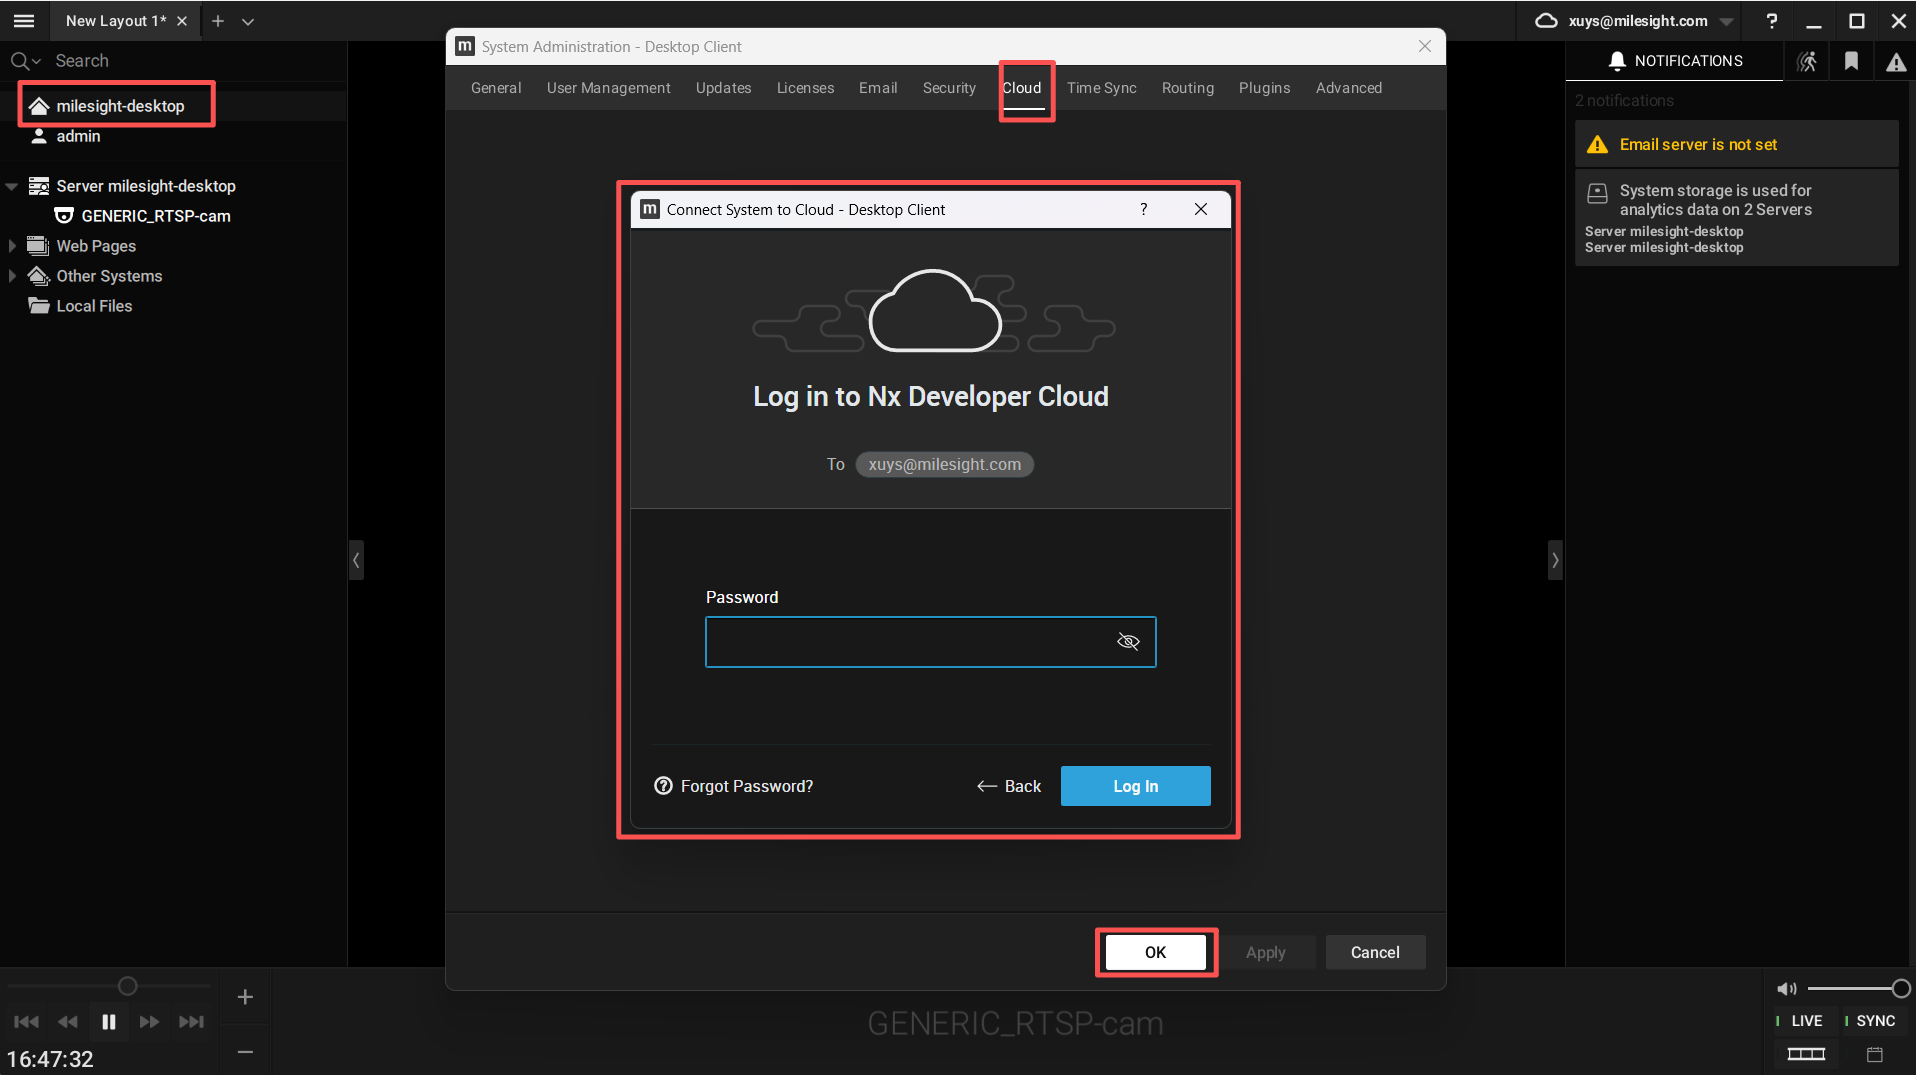 New Layout 1*
xuys@milesight.com
?
m System Administration - Desktop Client
Search
General User Management Updates Licenses Email Security Cloud Time Sync Routing Plugins Advanced
NOTIFICATIONS
milesight-desktop
admin
Server milesight-desktop
GENERIC_RTSP-cam
Web Pages
Other Systems
Local Files
2 notifications
Email server is not set
System storage is used for
analytics data on 2 Servers
Server milesight-desktop
Server milesight-desktop
m Connect System to Cloud - Desktop Client ?
Log in to Nx Developer Cloud
To xuys@milesight.com
Password
Forgot Password?
Back
Log In
OK
Apply
Cancel
GENERIC_RTSP-cam
16:47:32
LIVE
SYNC